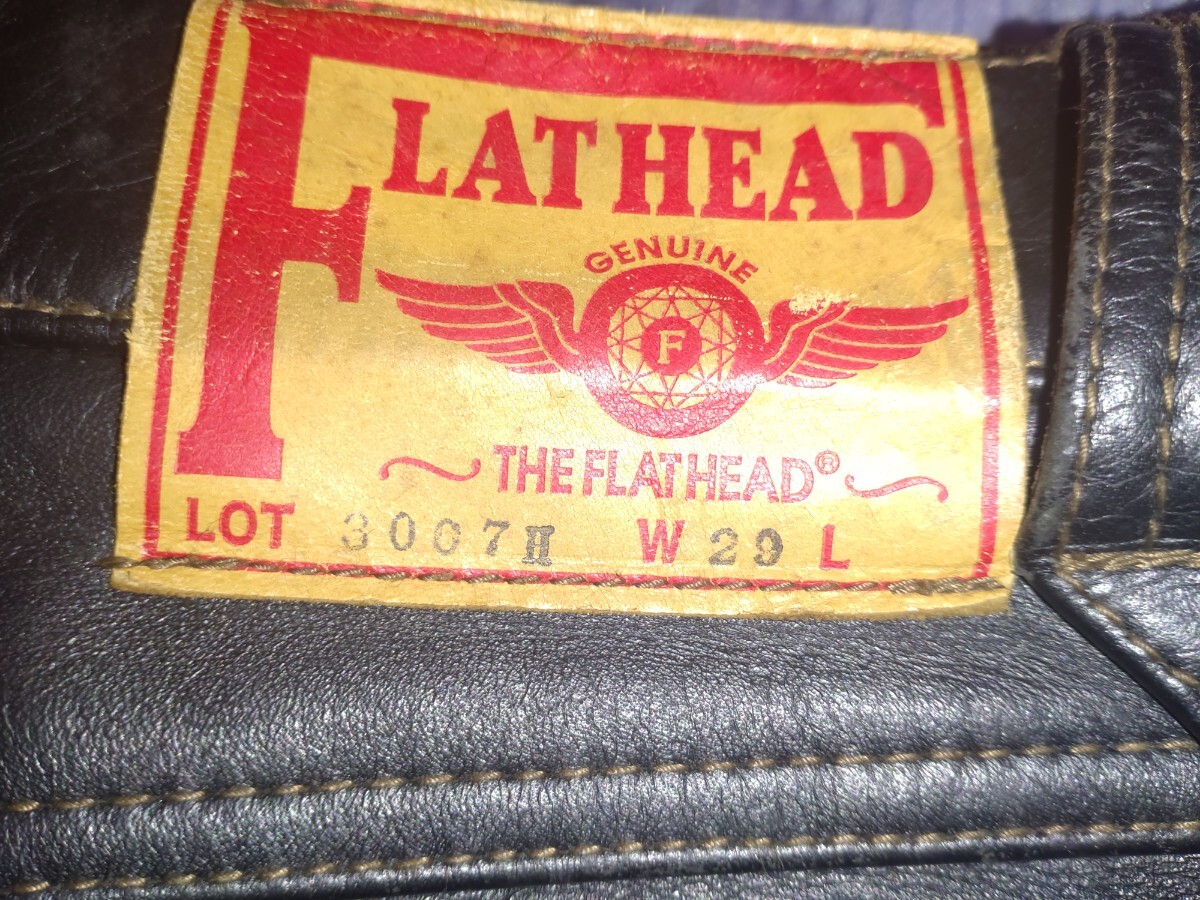 FLATHEAD
GENUINE
F
THE FLATHEAD®
LOT 3007II W 29 L